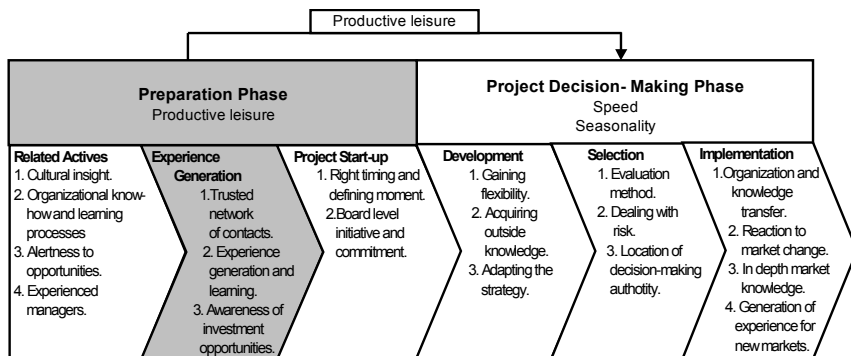 Productive leisure
Preparation Phase
Productive leisure
Project Decision- Making Phase
Speed
Seasonality
Related Actives
1. Cultural insight.
2. Organizational know-
how and learning
processes
3. Alertness to
opportunities.
4. Experienced
managers.
Experience
Generation
1.Trusted
network
of contacts.
2. Experience
generation and
learning.
3. Awareness of
investment
opportunities.
Project Start-up
1. Right timing and
defining moment.
2.Board level
initiative and
commitment.
Development
1. Gaining
flexibility.
2. Acquiring
outside
knowledge.
3. Adapting the
strategy.
Selection
1. Evaluation
method.
2. Dealing with
risk.
3. Location of
decision-making
authotity.
Implementation
1.Organization and
knowledge
transfer.
2. Reaction to
market change.
3. In depth market
knowledge.
4. Generation of
experience for
new markets.